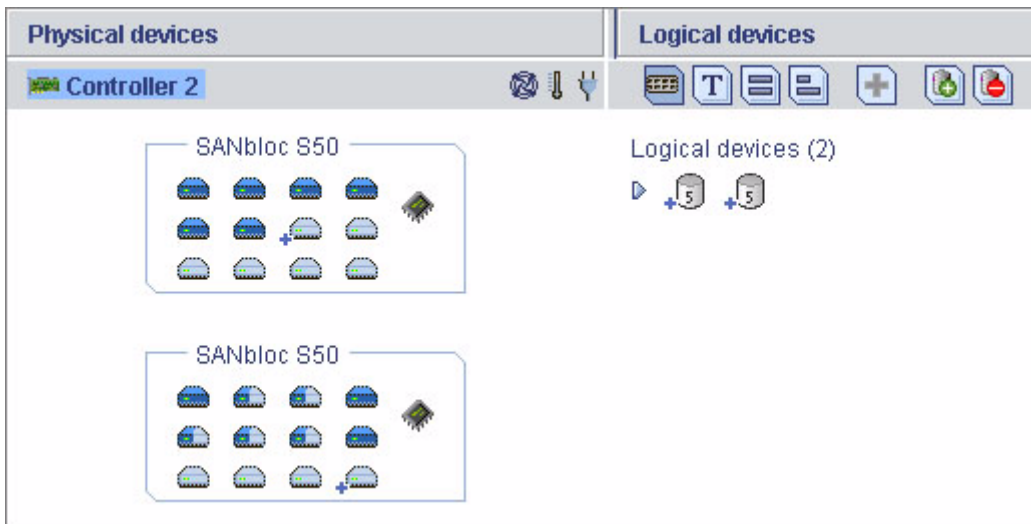 Physical devices
Logical devices
Controller 2
T
SANbloc S50
Logical devices (2)
5 5
SANbloc S50